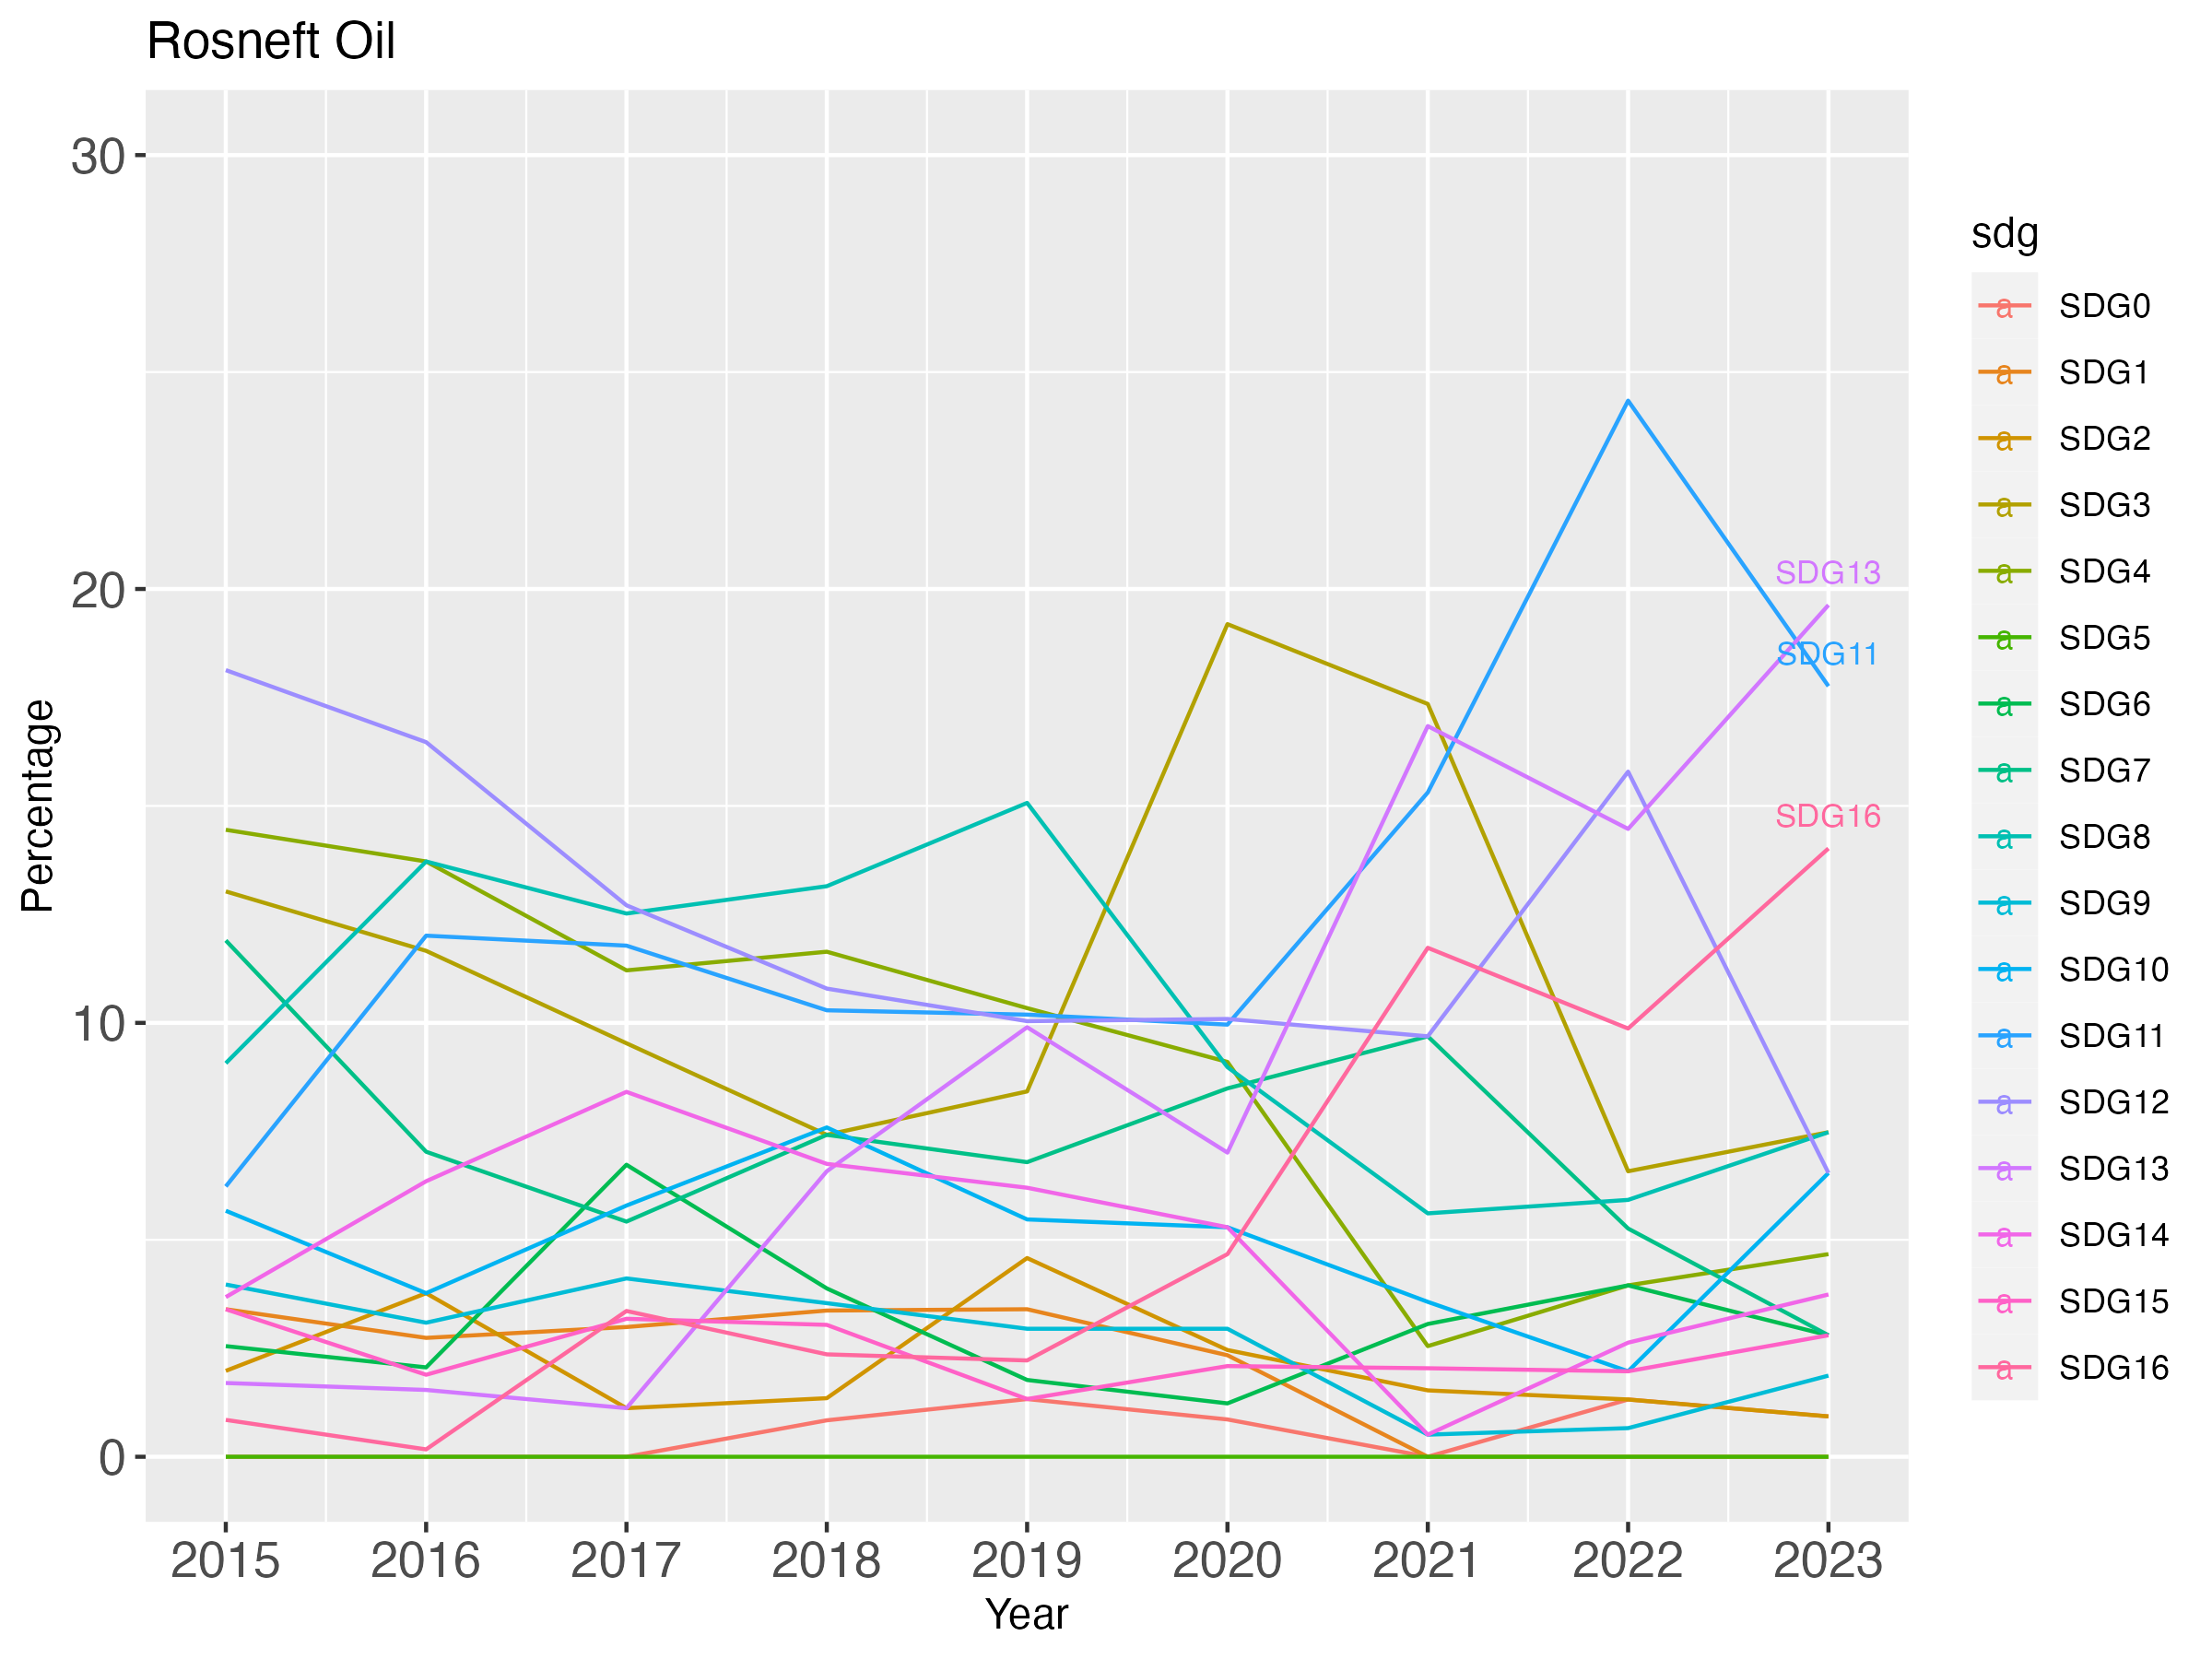 Rosneft Oil
30
20
10
0
Percentage
SDG13
SDG11
SDG16
2015 2016 2017 2018 2019 2020 2021 2022 2023
Year
sdg
a SDG0
a SDG1
a SDG2
a SDG3
a SDG4
a SDG5
a SDG6
a SDG7
a SDG8
a SDG9
a SDG10
a SDG11
a SDG12
a SDG13
a SDG14
a SDG15
a SDG16